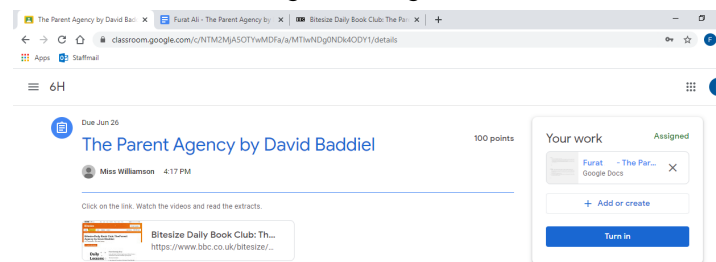 The Parent Agency by David Bad
Furat Ali - The Parent Agency by
Bitesize Daily Book Club: The Par
classroom.google.com/c/NTM2MjA5OTYwMDFa/a/MTIwNDg0NDk4ODY1/details
Apps
Staffmail
6H
Due Jun 26
The Parent Agency by David Baddiel
100 points
Miss Williamson 4:17 PM
Click on the link. Watch the videos and read the extracts.
Bitesize Daily Book Club: Th...
https://www.bbc.co.uk/bitesize/...
Daily
Lessons
Your work
Assigned
Furat - The Par...
Google Docs
+ Add or create
Turn in